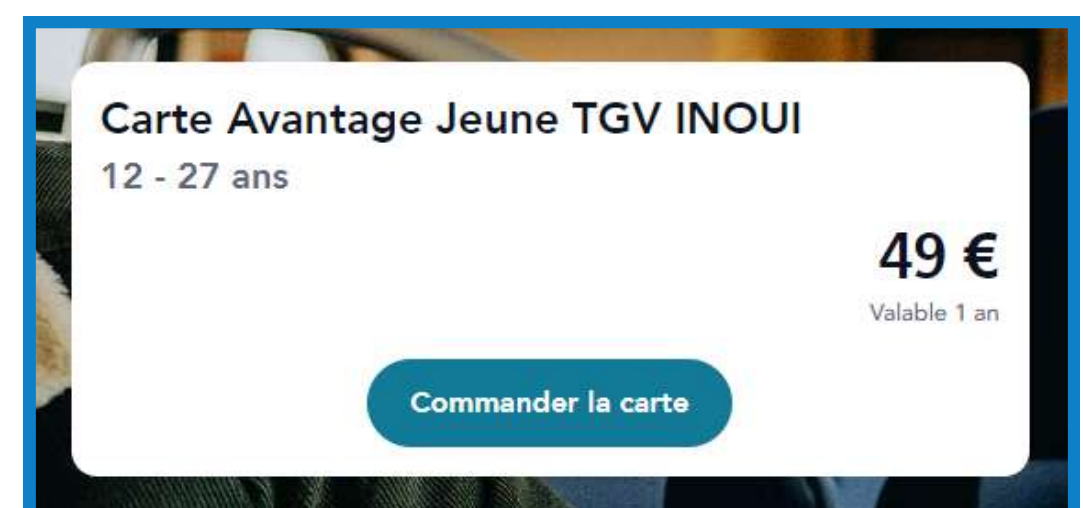 Carte Avantage Jeune TGV INOUI
12 - 27 ans
49 €
Valable 1 an
Commander la carte